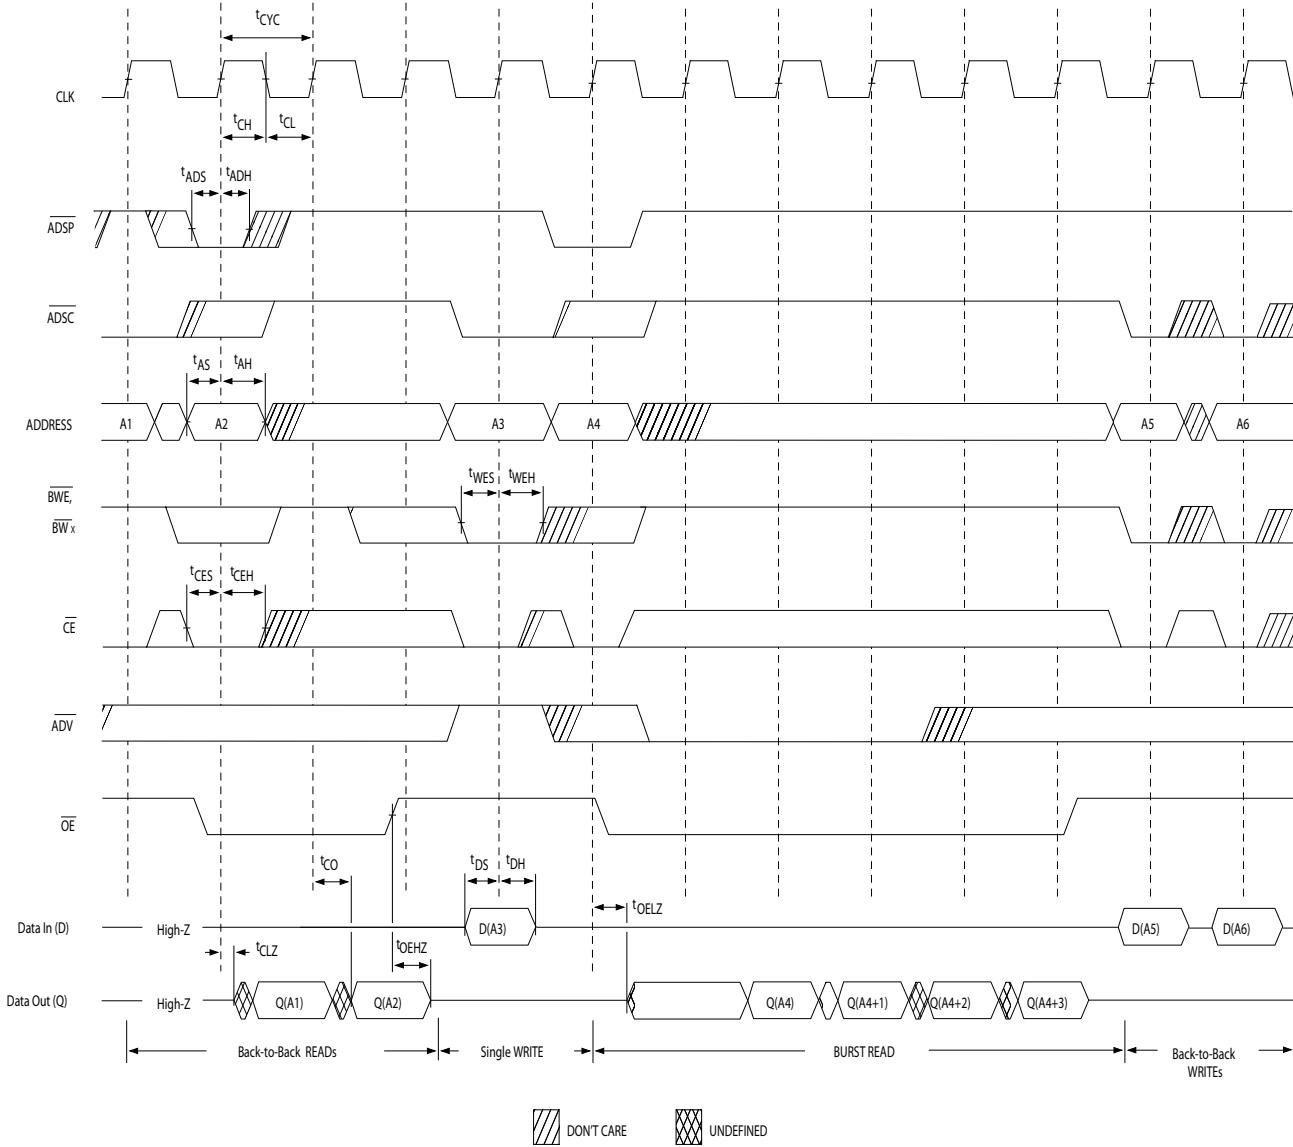 tCYC
CLK
tCH tCL
tADS tADH
ADSP
ADSC
tAS tAH
ADDRESS A1 A2 A3 A4 A5 A6
tWES tWEH
BWE,
BW x
tCES tCEH
CE
ADV
OE
tCO tDS tDH
tOELZ
Data In (D) High-Z D(A3) D(A5) D(A6)
tCLZ tOEHZ
Data Out (Q) High-Z Q(A1) Q(A2) Q(A4) Q(A4+1) Q(A4+2) Q(A4+3)
Back-to-Back READs Single WRITE BURST READ Back-to-Back
WRITEs
DON'T CARE UNDEFINED